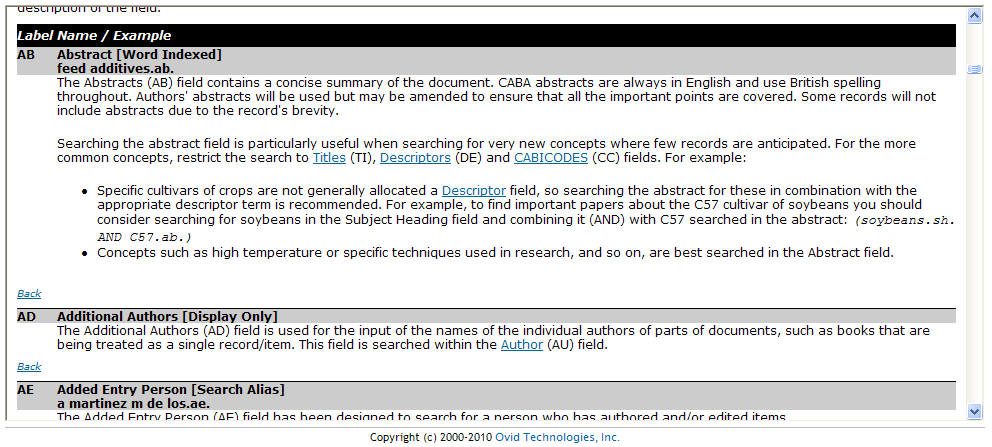 description of the field.
Label Name / Example
AB Abstract [Word Indexed]
feed additives.ab.
The Abstracts (AB) field contains a concise summary of the document. CABA abstracts are always in English and use British spelling
throughout. Authors' abstracts will be used but may be amended to ensure that all the important points are covered. Some records will not
include abstracts due to the record's brevity.
Searching the abstract field is particularly useful when searching for very new concepts where few records are anticipated. For the more
common concepts, restrict the search to Titles (TI), Descriptors (DE) and CABICODES (CC) fields. For example:
• Specific cultivars of crops are not generally allocated a Descriptor field, so searching the abstract for these in combination with the
appropriate descriptor term is recommended. For example, to find important papers about the C57 cultivar of soybeans you should
consider searching for soybeans in the Subject Heading field and combining it (AND) with C57 searched in the abstract: (soybeans.sh.
AND C57.ab.)
• Concepts such as high temperature or specific techniques used in research, and so on, are best searched in the Abstract field.
Back
AD Additional Authors [Display Only]
The Additional Authors (AD) field is used for the input of the names of the individual authors of parts of documents, such as books that are
being treated as a single record/item. This field is searched within the Author (AU) field.
Back
AE Added Entry Person [Search Alias]
a martinez m de los.ae.
The Added Entry Person (AE) field has been designed to search for a person who has authored and/or edited items
Copyright (c) 2000-2010 Ovid Technologies, Inc.